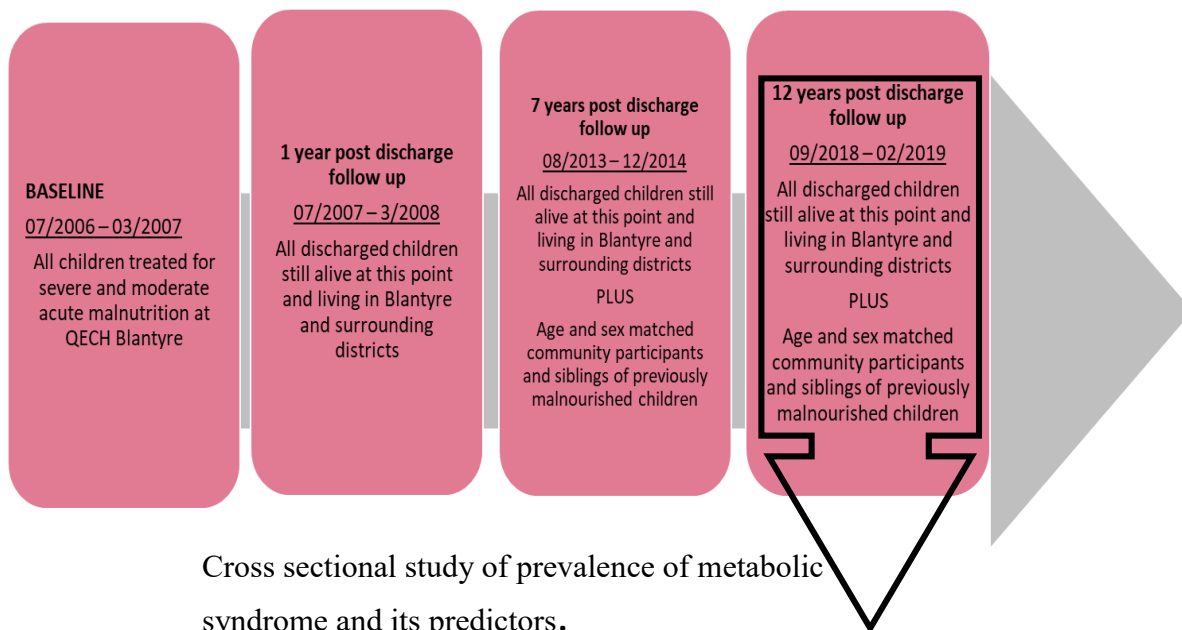 BASELINE
07/2006 – 03/2007
All children treated for
severe and moderate
acute malnutrition at
QECH Blantyre
1 year post discharge
follow up
07/2007 – 3/2008
All discharged children
still alive at this point
and living in Blantyre
and surrounding
districts
7 years post discharge
follow up
08/2013 – 12/2014
All discharged children still
alive at this point and
living in Blantyre and
surrounding districts
PLUS
Age and sex matched
community participants
and siblings of previously
malnourished children
12 years post discharge
follow up
09/2018 – 02/2019
All discharged children
still alive at this point and
living in Blantyre and
surrounding districts
PLUS
Age and sex matched
community participants
and siblings of previously
malnourished children
Cross sectional study of prevalence of metabolic
syndrome and its predictors.